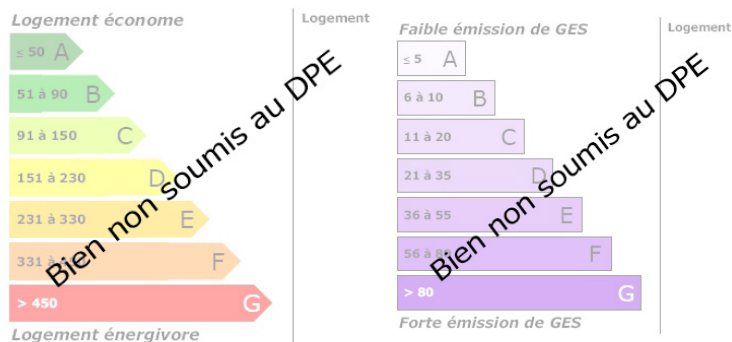 Logement économe
Logement
≤ 50 A
51 à 90 B
91 à 150 C
151 à 230 D
231 à 330 E
331 à F
> 450 G
Logement énergivore
Bien non soumis au DPE
Faible émission de GES
Logement
≤ 5 A
6 à 10 B
11 à 20 C
21 à 35 D
36 à 55 E
56 à 80 F
> 80 G
Forte émission de GES
Bien non soumis au DPE